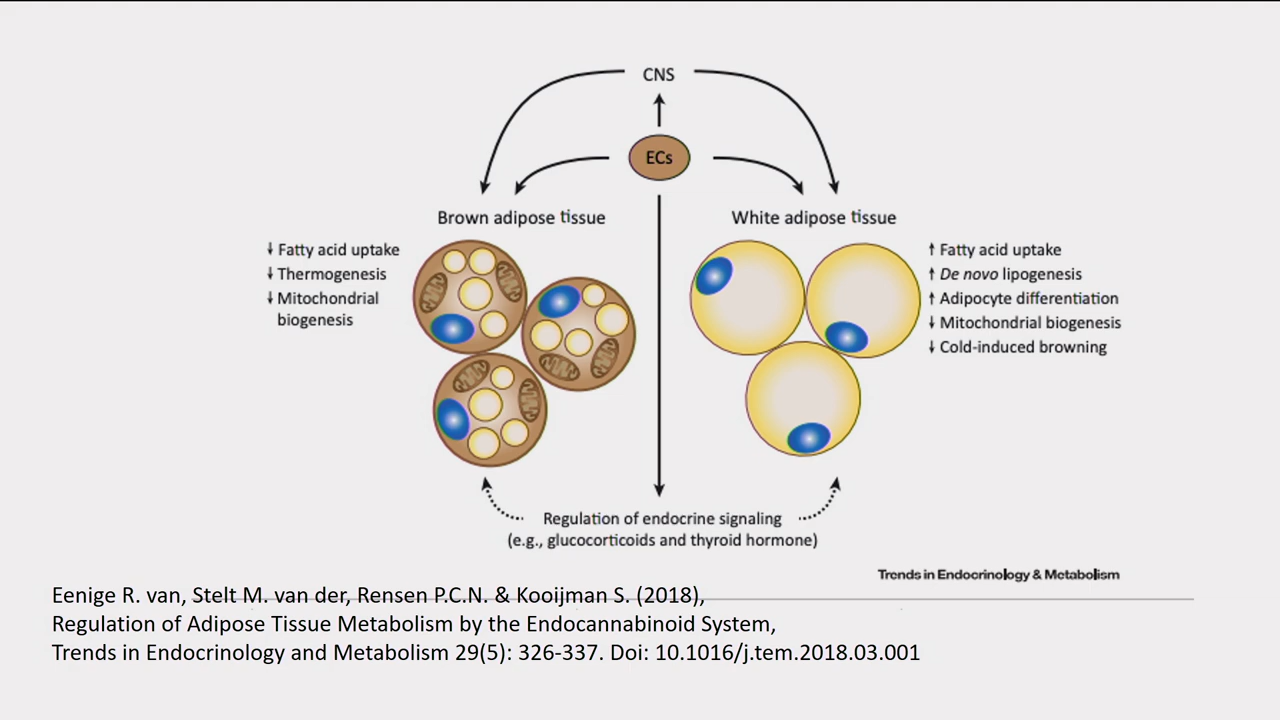 CNS
ECs
Brown adipose tissue
White adipose tissue
↓ Fatty acid uptake
↓ Thermogenesis
↓ Mitochondrial
biogenesis
↑ Fatty acid uptake
↑ De novo lipogenesis
↑ Adipocyte differentiation
↓ Mitochondrial biogenesis
↓ Cold-induced browning
Regulation of endocrine signaling
(e.g., glucocorticoids and thyroid hormone)
Trends in Endocrinology & Metabolism
Eenige R. van, Stelt M. van der, Rensen P.C.N. & Kooijman S. (2018),
Regulation of Adipose Tissue Metabolism by the Endocannabinoid System,
Trends in Endocrinology and Metabolism 29(5): 326-337. Doi: 10.1016/j.tem.2018.03.001